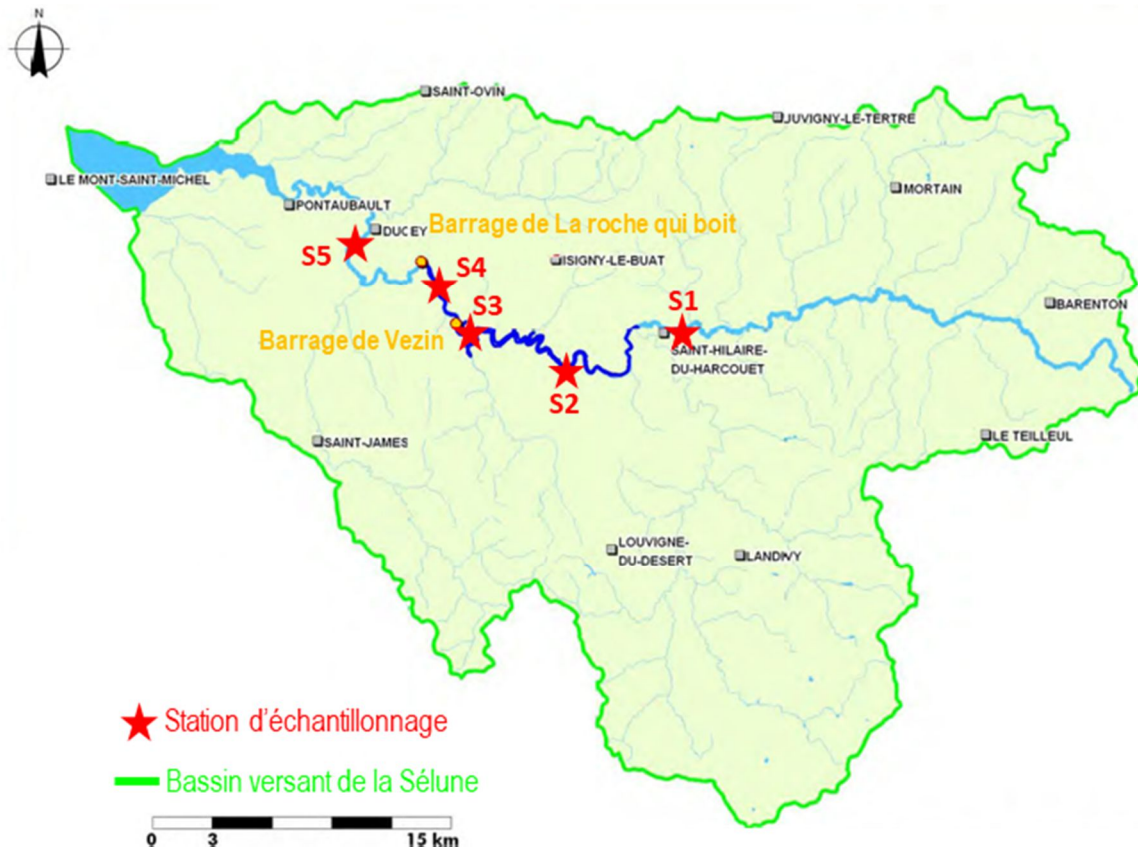 N
SAINT-OVIN
JUVIGNY-LE-TERTRE
LE MONT-SAINT-MICHEL
MORTAIN
PONTAUBAULT
DUCEY
Barrage de La roche qui boit
S5
S4
ISIGNY-LE-BUAT
S3
S1
BARENTON
Barrage de Vezin
SAINT-HILAIRE-
DU-HARCOUET
S2
SAINT-JAMES
LE TEILLEUL
LOUVIGNE-
DU-DESERT
LANDIVY
Station d'échantillonnage
Bassin versant de la Sélune
0 3 15 km